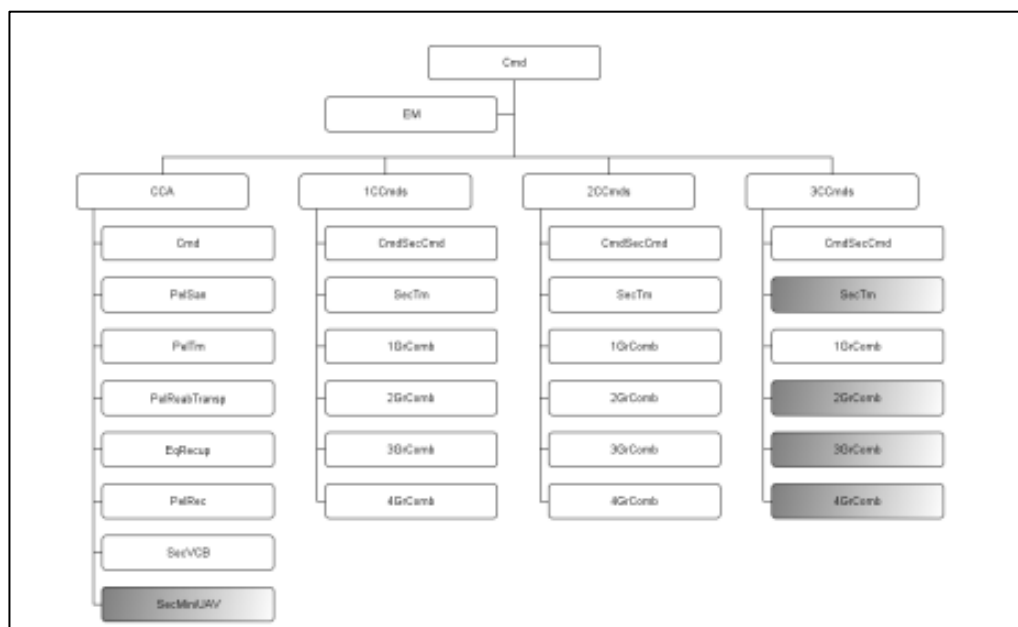 Cmd
EM
CCA
1CCmds
2CCmds
3CCmds
Cmd
PelSan
PelTm
PelReabTransp
EqRecup
PelRec
SecVCB
SecMiniUAV
CmdSecCmd
SecTm
1GrComb
2GrComb
3GrComb
4GrComb
CmdSecCmd
SecTm
1GrComb
2GrComb
3GrComb
4GrComb
CmdSecCmd
SecTm
1GrComb
2GrComb
3GrComb
4GrComb